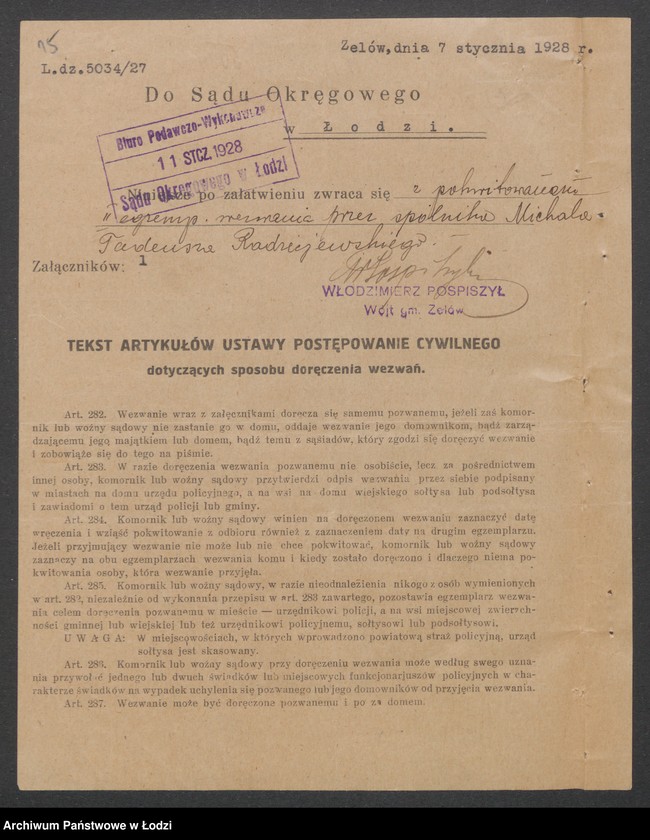 15
Zelów, dnia 7 stycznia 1928 r.
L.dz.5034/27
Do Sądu Okręgowego
w Łodzi.
Biuro Podawczo-Wykonawcze
11 STCZ. 1928
Sądu Okręgowego w Łodzi
po załatwieniu zwraca się z pokwitowaniem
egzemp. wezwania przez spólnika Michała
Tadeusza Radziejewskiego.
Załączników: 1
WŁODZIMIERZ POSPISZYŁ
Wójt gm. Zelów
TEKST ARTYKUŁÓW USTAWY POSTĘPOWANIE CYWILNEGO
dotyczących sposobu doręczenia wezwań.
Art. 282. Wezwanie wraz z załęcznikami doręcza się samemu pozwanemu, jeżeli zaś komor-
nik lub woźny sądowy nie zastanie go w domu, oddaje wezwanie jego domownikom, bądź zarzą-
dzającemu jego majątkiem lub domem, bądź temu z sąsiadów, który zgodzi się doręczyć wezwanie
i zobowiąże się do tego na piśmie.
Art. 283. W razie doręczenia wezwania pozwanemu nie osobiście, lecz za pośrednictwem
innej osoby, komornik lub woźny sądowy przytwierdzi odpis wezwania przez siebie podpisany
w miastach na domu urzędu policyjnego, a na wsi na domu wiejskiego sołtysa lub podsołtysa
i zawiadomi o tem urząd policji lub gminy.
Art. 284. Komornik lub woźny sądowy winien na doręczonem wezwaniu zaznaczyć datę
wręczenia i wziąść pokwitowanie z odbioru również z zaznaczeniem daty na drugim egzemplarzu.
Jeżeli przyjmujący wezwanie nie może lub nie chce pokwitować, komornik lub woźny sądowy
zaznaczy na obu egzemplarzach wezwania komu i kiedy zostało doręczono i dlaczego niema po-
kwitowania osoby, która wezwanie przyjęła.
Art. 285. Komornik lub woźny sądowy, w razie nieodnależienia nikogo z osób wymienionych
w art. 282, niezależnie od wykonania przepisu w art. 283 zawartego, pozostawia egzemplarz wezwa-
nia celem doręczenia pozwanemu w mieście — urzędnikowi policji, a na wsi miejscowej zwierzch-
ności gminnej lub wiejskiej lub też urzędnikowi policyjnemu, sołtysowi lub podsołtysowi.
UWAGA: W miejscowościach, w których wprowadzono powiatową straż policyjną, urząd
sołtysa jest skasowany.
Art. 286. Komornik lub woźny sądowy przy doręczeniu wezwania może według swego uzna-
nia przywołać jednego lub dwuch świadków lub miejscowych funkcjonarjuszów policyjnych w cha-
rakterze świadków na wypadek uchylenia się pozwanego lub jego domowników od przyjęcia wezwania.
Art. 287. Wezwanie może być doręczone pozwanemu i po za domem.
Archiwum Państwowe w Łodzi